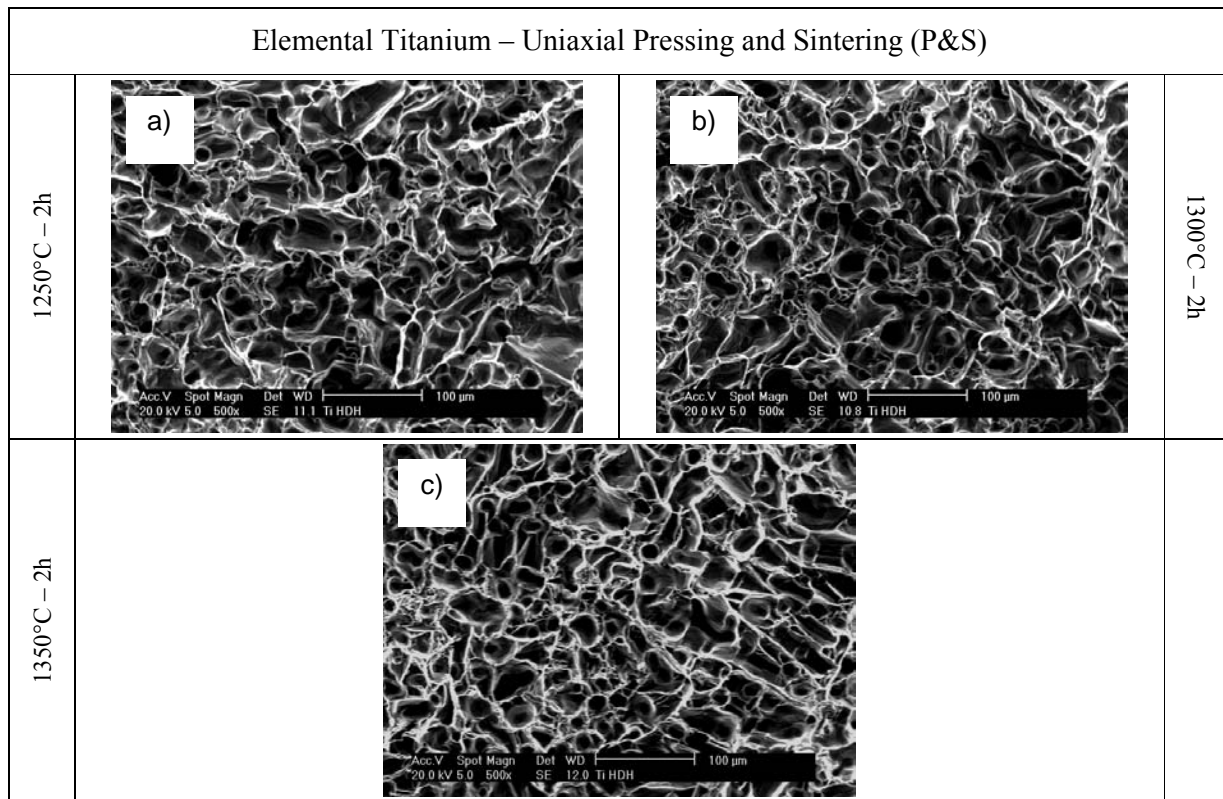 Elemental Titanium – Uniaxial Pressing and Sintering (P&S)
1250°C – 2h
a)
Acc.V Spot Magn Det WD 100 µm
20.0 kV 5.0 500x SE 11.1 Ti HDH
b)
Acc.V Spot Magn Det WD 100 µm
20.0 kV 5.0 500x SE 10.8 Ti HDH
1300°C – 2h
1350°C – 2h
c)
Acc.V Spot Magn Det WD 100 µm
20.0 kV 5.0 500x SE 12.0 Ti HDH